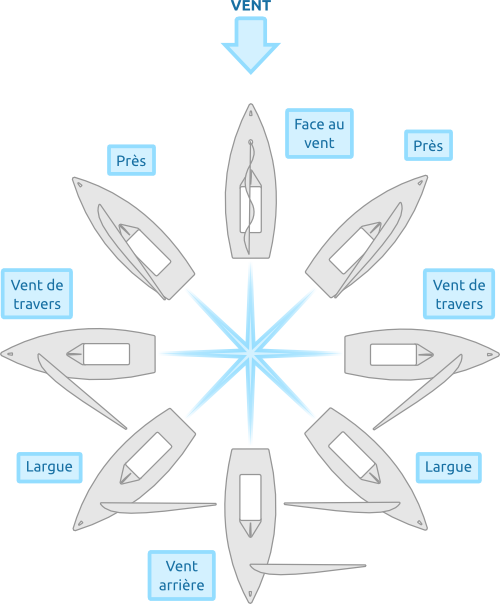 VENT
Face au
vent
Près
Près
Vent de
travers
Vent de
travers
Largue
Largue
Vent
arrière